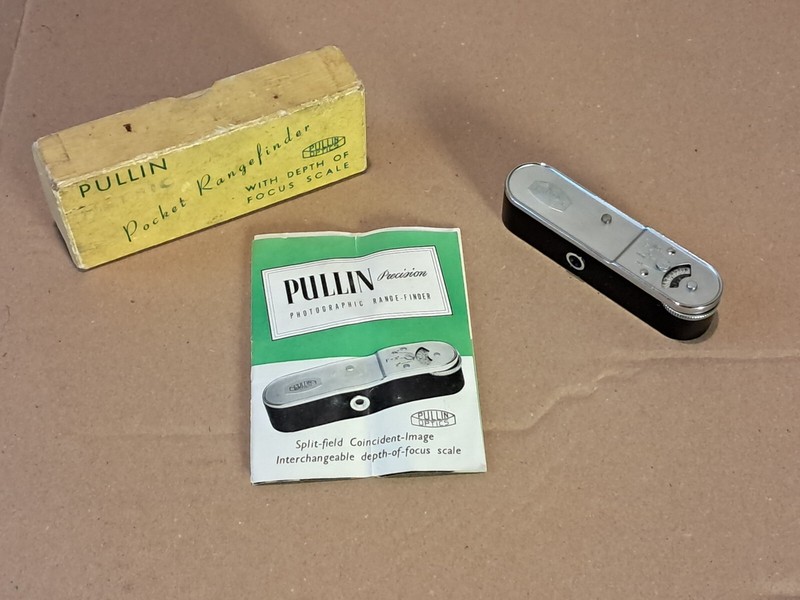 PULLIN
Pocket Rangefinder
PULLIN
OPTICS
WITH DEPTH OF
FOCUS SCALE
PULLIN Precision
PHOTOGRAPHIC RANGE-FINDER
PULLIN
OPTICS
Split-field Coincident-Image
Interchangeable depth-of-focus scale